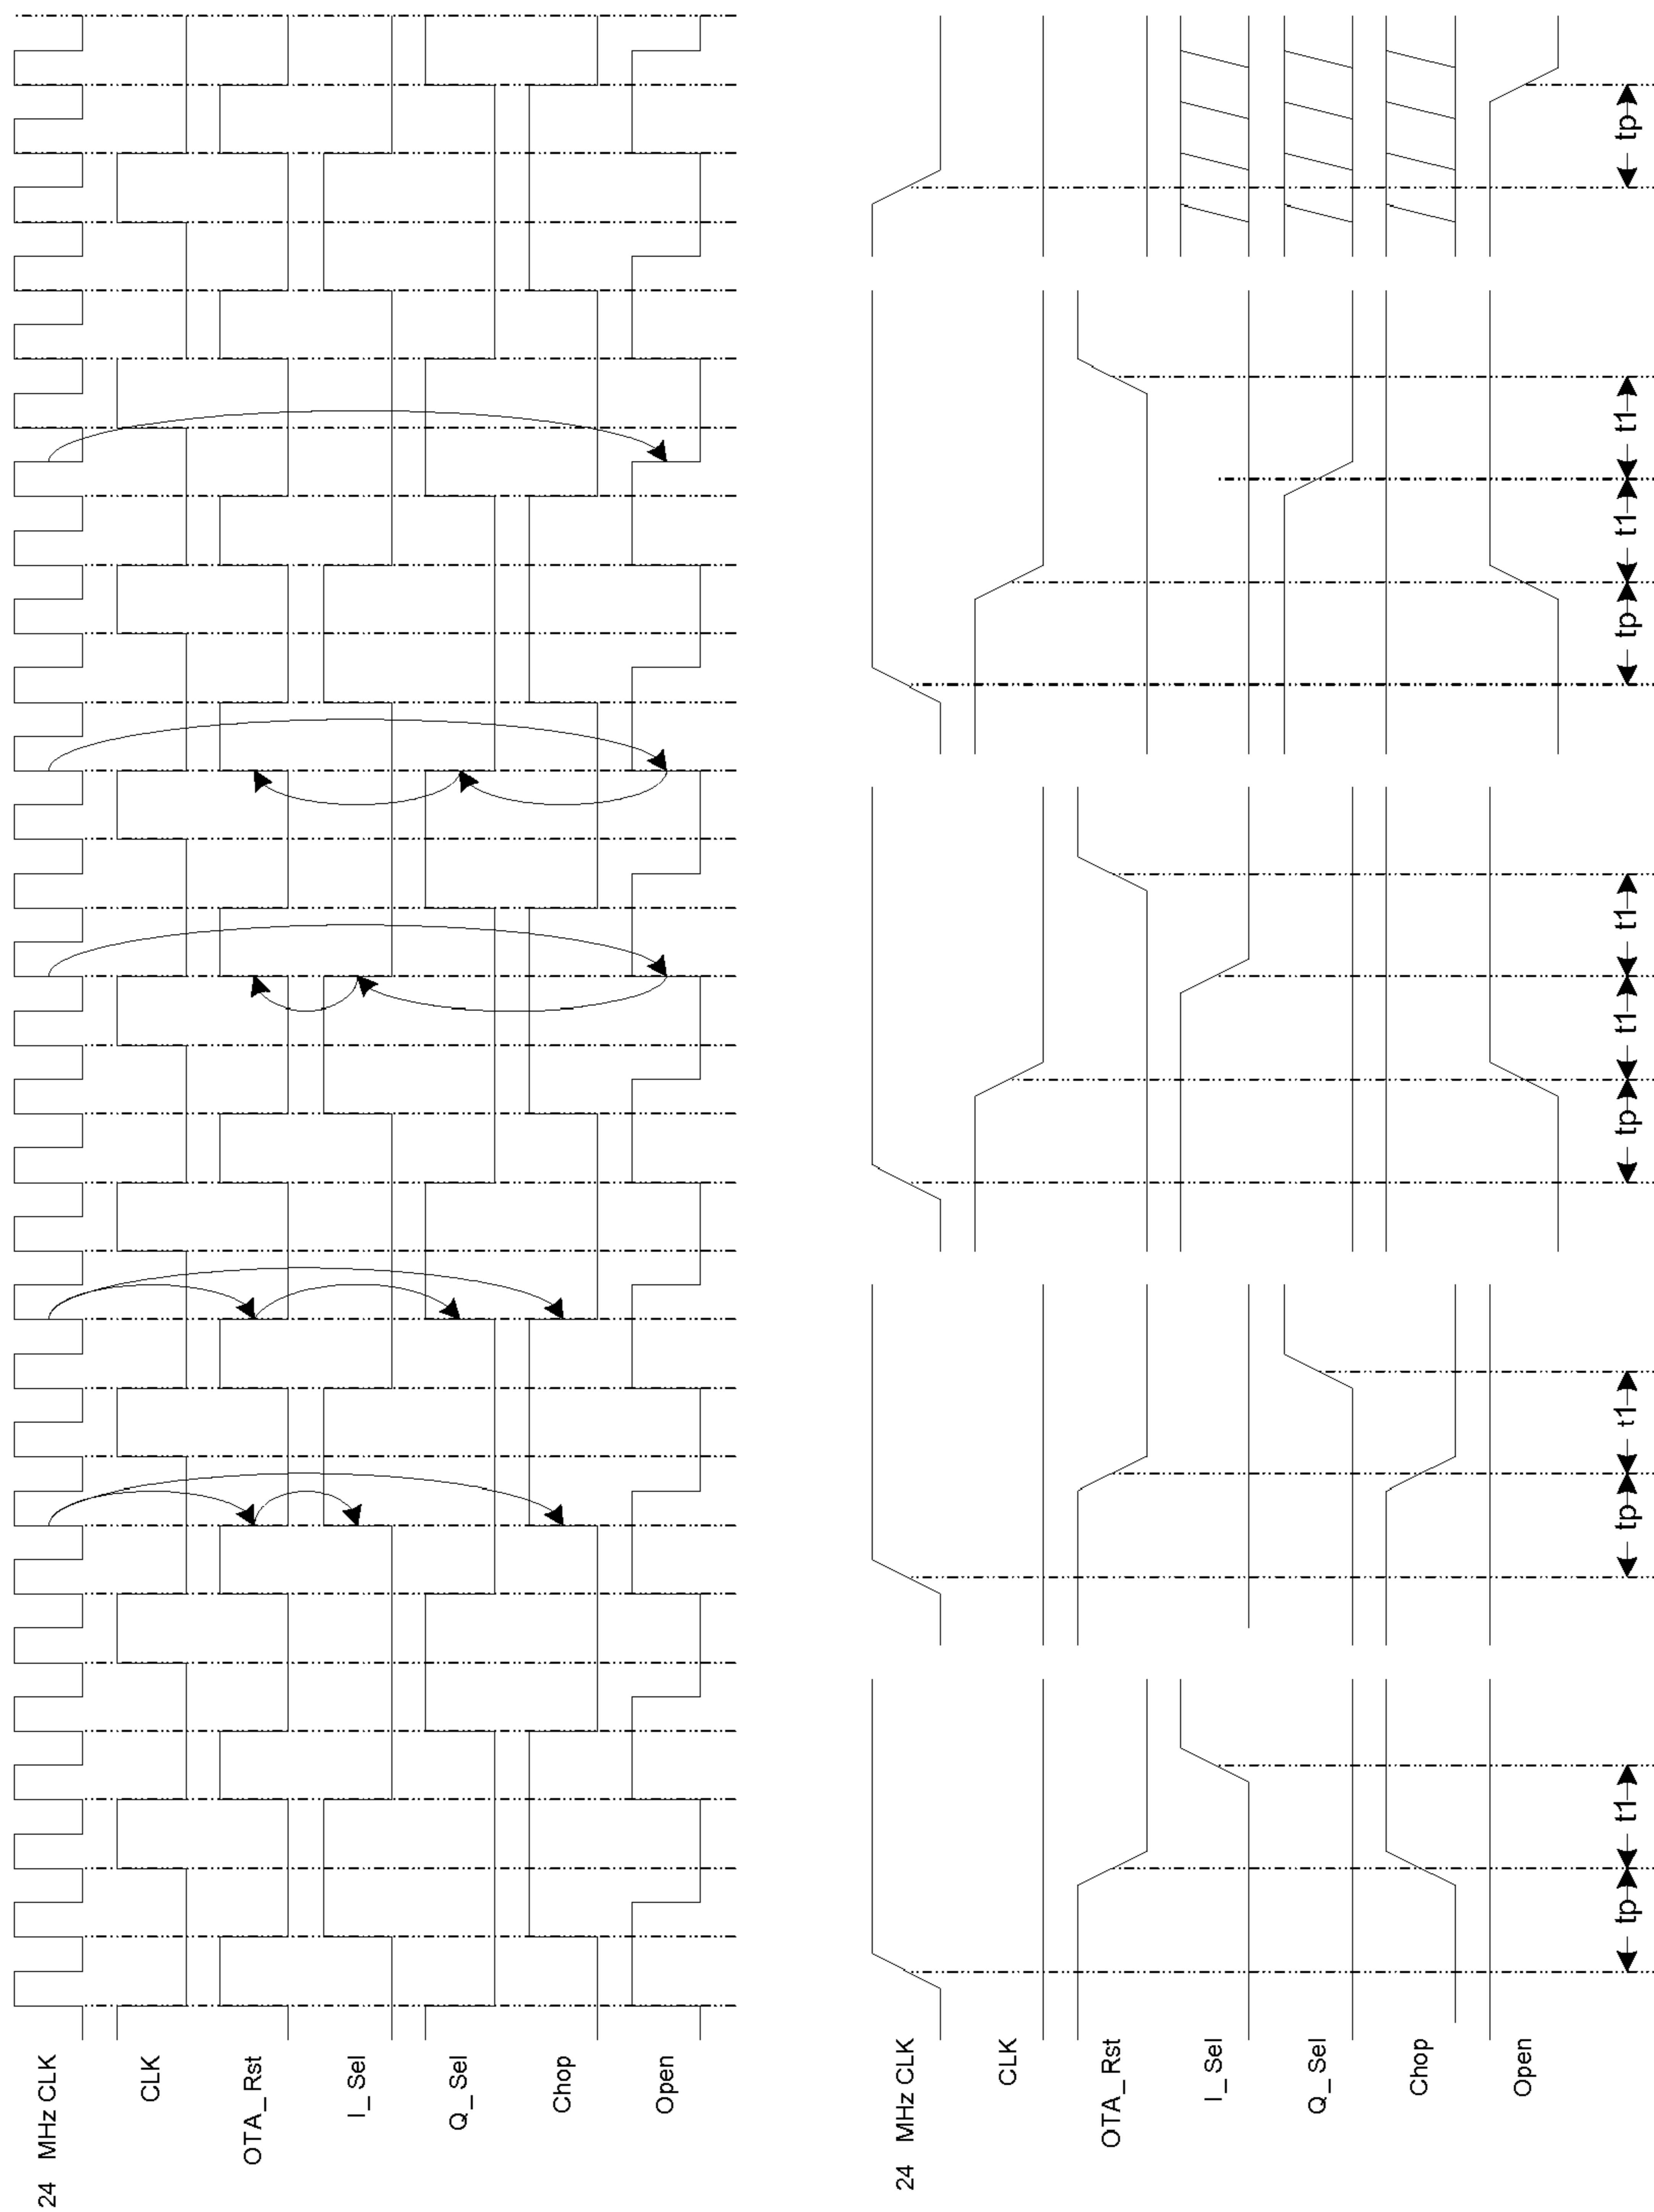 24 MHz CLK
CLK
OTA_Rst
I_Sel
Q_Sel
Chop
Open
24 MHz CLK
CLK
OTA_Rst
I_Sel
Q_Sel
Chop
Open
tp t1 tp t1 tp t1 t1 tp t1 t1 tp